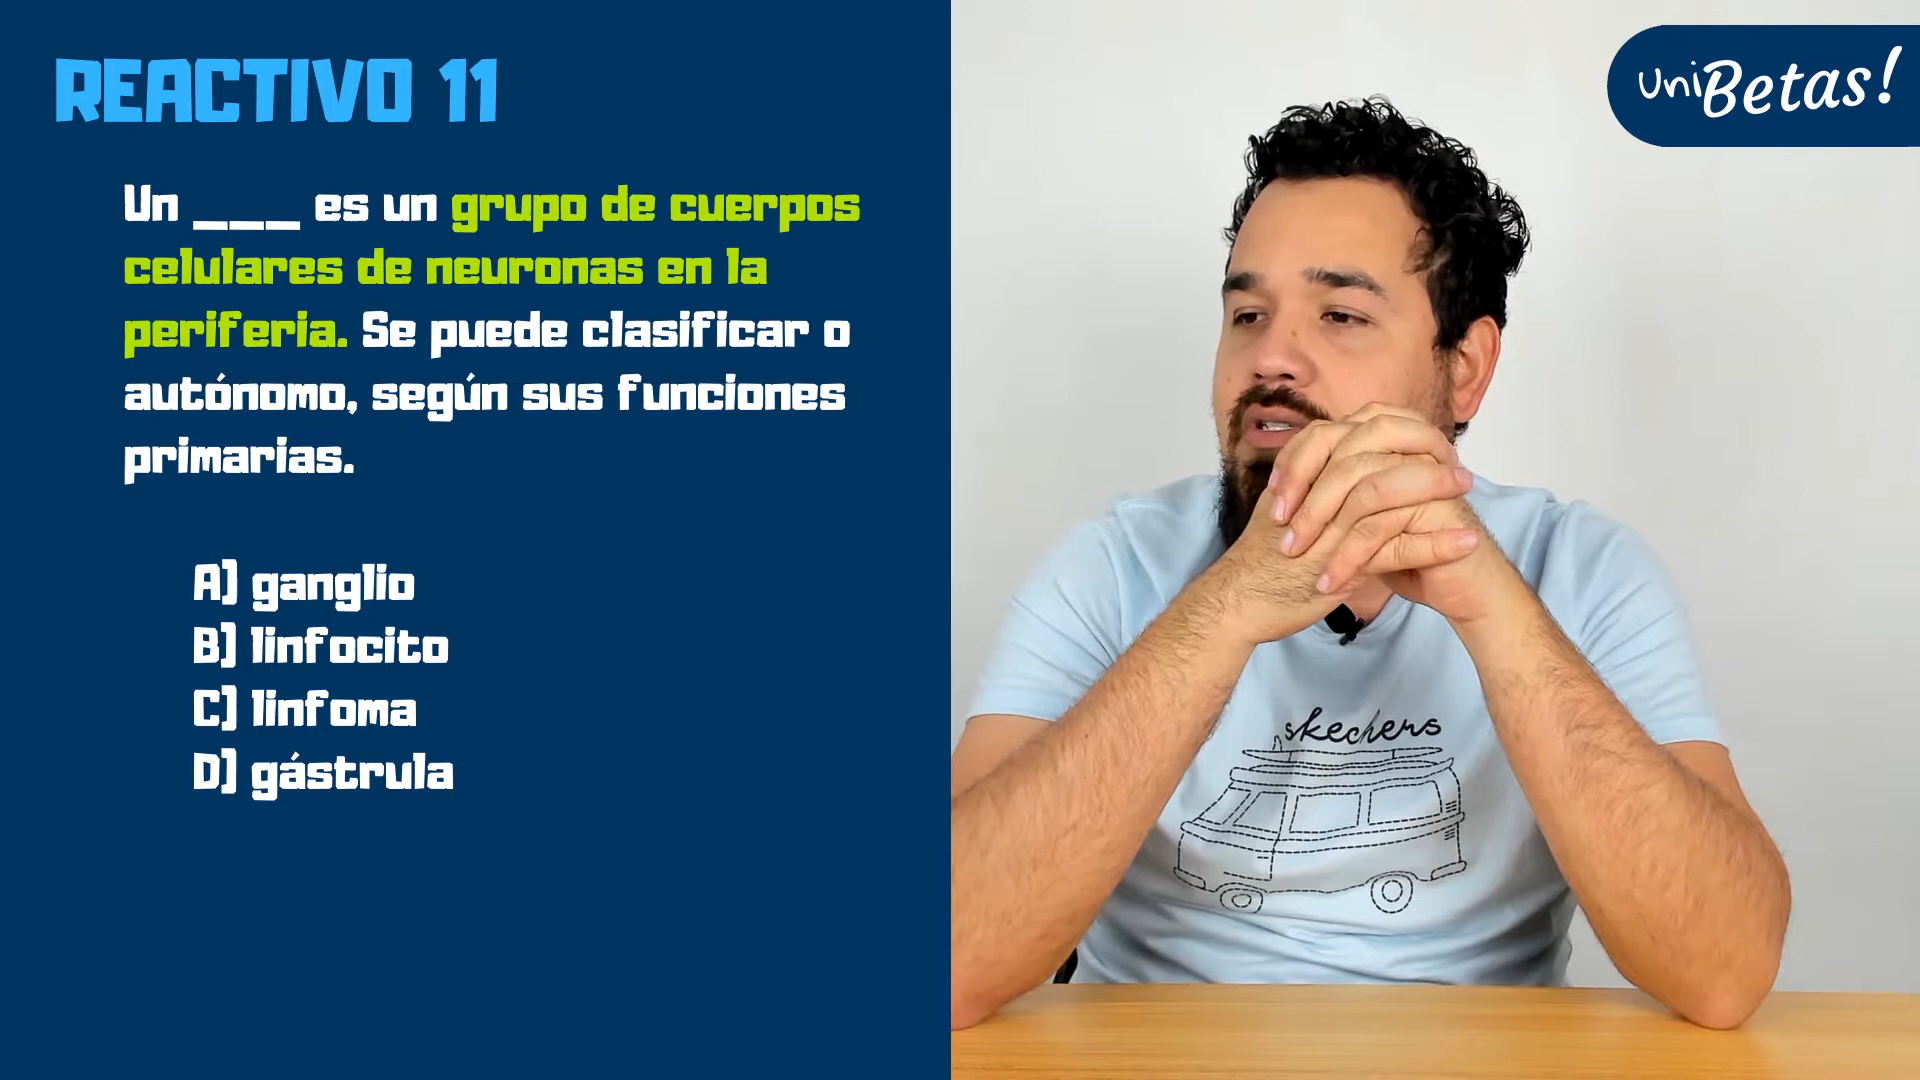 REACTIVO 11
uniBetas!
Un ___ es un grupo de cuerpos
celulares de neuronas en la
periferia. Se puede clasificar o
autónomo, según sus funciones
primarias.
A) ganglio
B) linfocito
C) linfoma
D) gástrula
skechers